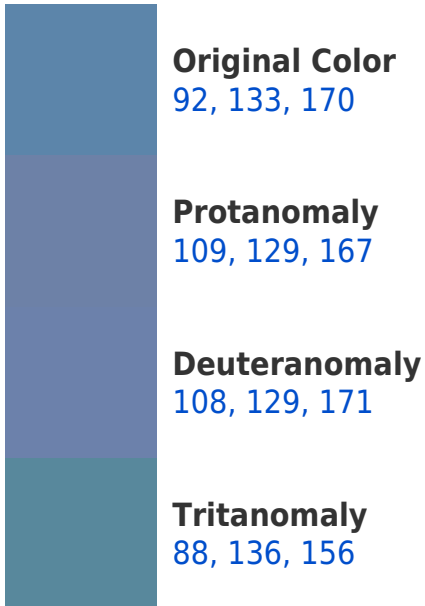 Original Color
92, 133, 170
Protanomaly
109, 129, 167
Deuteranomaly
108, 129, 171
Tritanomaly
88, 136, 156